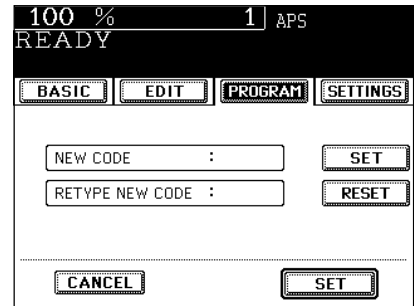 100 % 1 APS
READY
BASIC EDIT PROGRAM SETTINGS
NEW CODE : SET
RETYPE NEW CODE : RESET
CANCEL SET